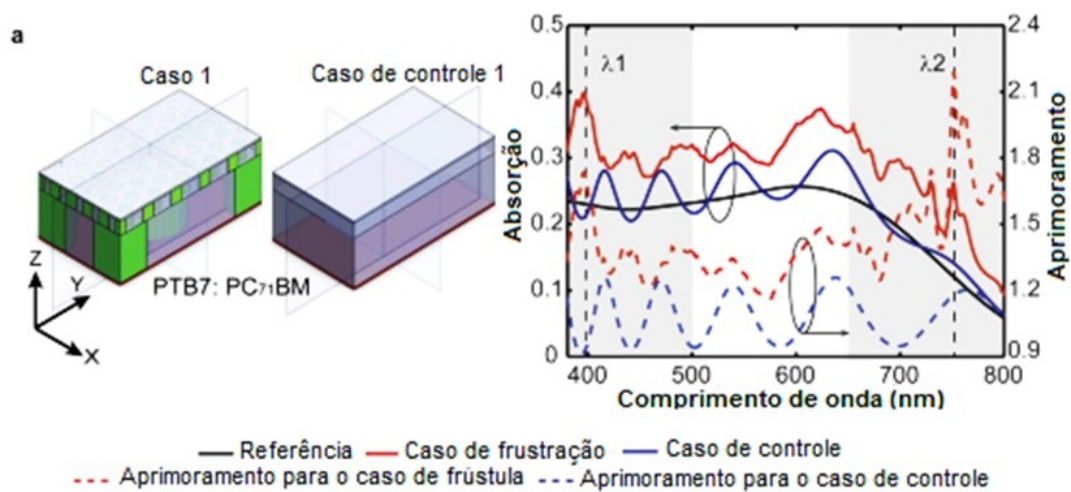 a
Caso 1
Caso de controle 1
Z
Y
X
PTB7: PC71BM
Absorção
0.5
0.4
0.3
0.2
0.1
0
λ1
λ2
2.4
2.1
1.8
1.5
1.2
0.9
Aprimoramento
400 500 600 700 800
Comprimento de onda (nm)
Referência Caso de frustração Caso de controle
Aprimoramento para o caso de frústula Aprimoramento para o caso de controle